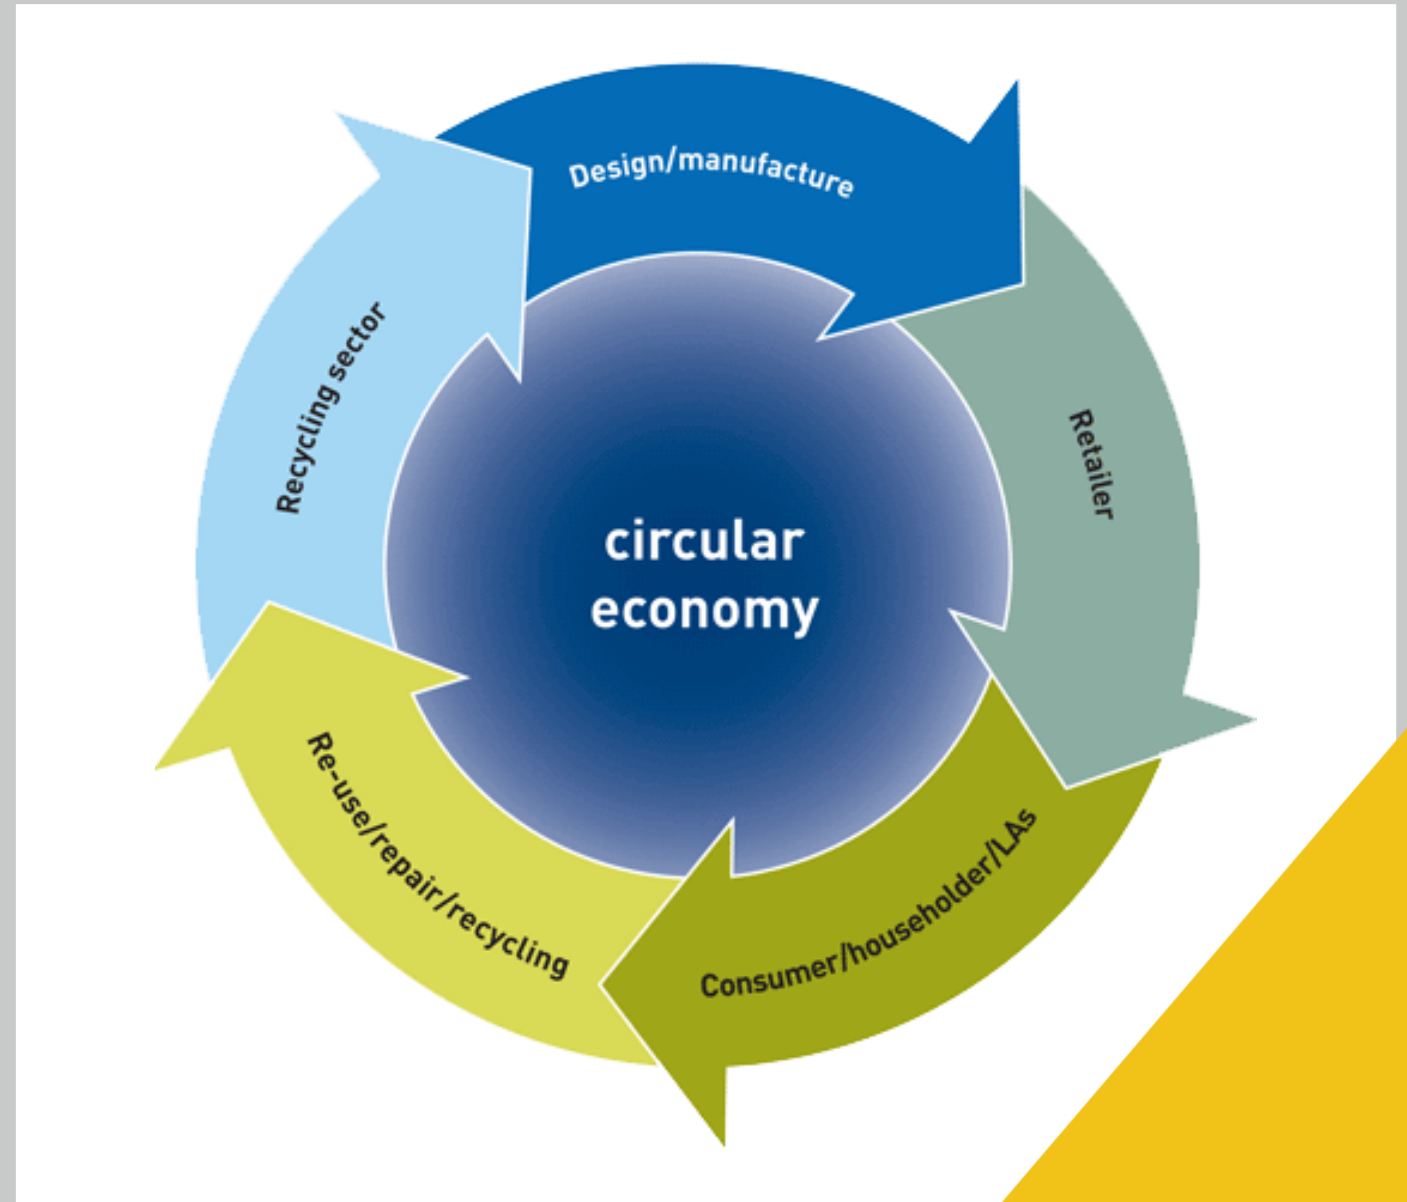 Design/manufacture
Retailer
Consumer/householder/LAs
Re-use/repair/recycling
Recycling sector
circular
economy